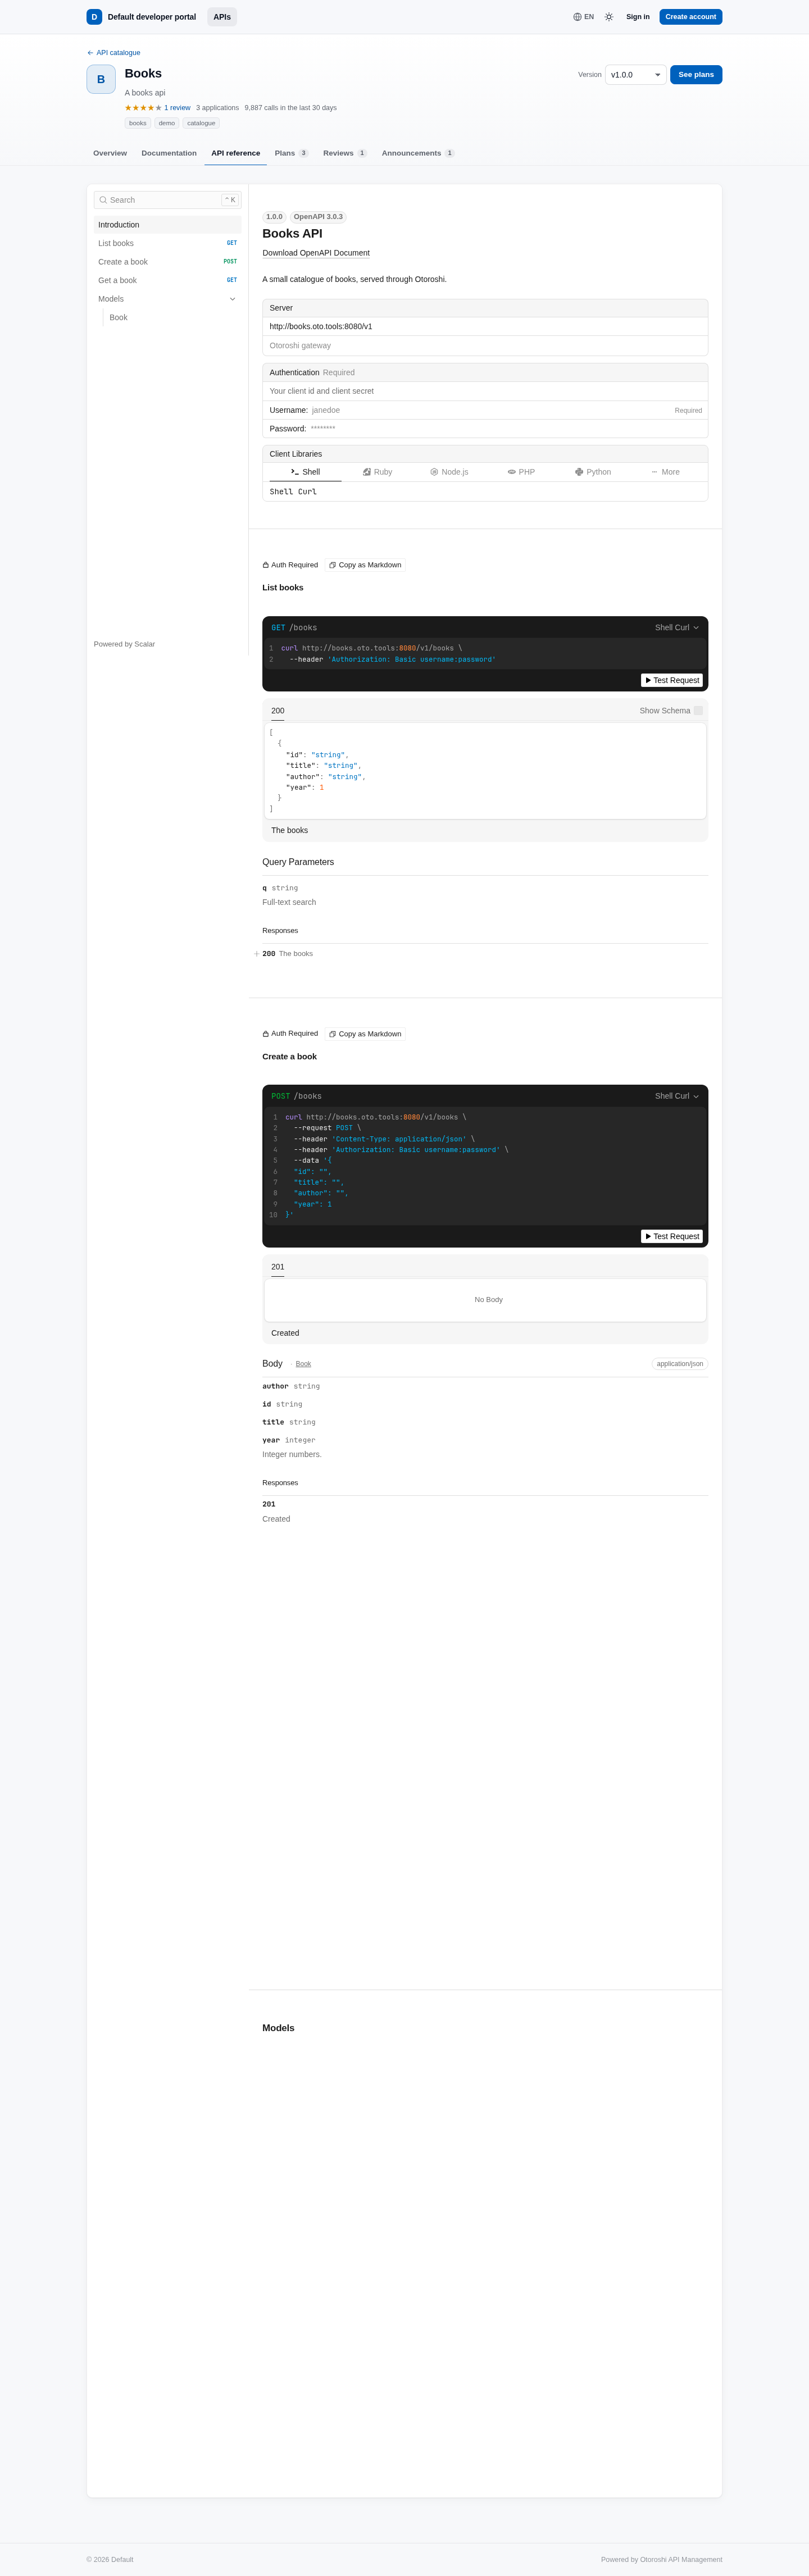 D Default developer portal APIs EN Sign in Create account
← API catalogue
B Books Version v1.0.0 See plans
A books api
★★★★★ 1 review 3 applications 9,887 calls in the last 30 days
books demo catalogue
Overview Documentation API reference Plans 3 Reviews 1 Announcements 1
Search ⌃ K
Introduction
List books GET
Create a book POST
Get a book GET
Models
Book
Powered by Scalar
1.0.0 OpenAPI 3.0.3
Books API
Download OpenAPI Document
A small catalogue of books, served through Otoroshi.
Server
http://books.oto.tools:8080/v1
Otoroshi gateway
Authentication Required
Your client id and client secret
Username: janedoe Required
Password: ********
Client Libraries
Shell Ruby Node.js PHP Python More
Shell Curl
Auth Required Copy as Markdown
List books
GET /books Shell Curl
1 curl http://books.oto.tools:8080/v1/books \
2 --header 'Authorization: Basic username:password'
Test Request
200 Show Schema
[
{
"id": "string",
"title": "string",
"author": "string",
"year": 1
}
]
The books
Query Parameters
q string
Full-text search
Responses
200 The books
Auth Required Copy as Markdown
Create a book
POST /books Shell Curl
1 curl http://books.oto.tools:8080/v1/books \
2 --request POST \
3 --header 'Content-Type: application/json' \
4 --header 'Authorization: Basic username:password' \
5 --data '{
6 "id": "",
7 "title": "",
8 "author": "",
9 "year": 1
10 }'
Test Request
201
No Body
Created
Body · Book application/json
author string
id string
title string
year integer
Integer numbers.
Responses
201
Created
Models
© 2026 Default Powered by Otoroshi API Management